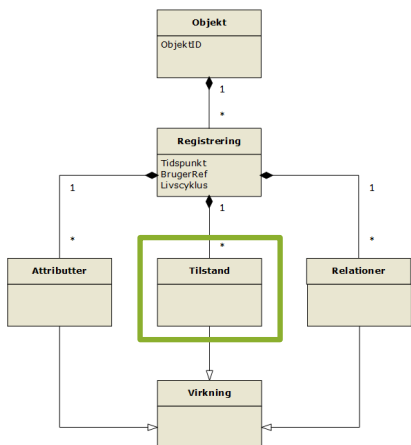 Objekt
ObjektID
1
*
Registrering
Tidspunkt
BrugerRef
Livscyklus
1
1
1
*
*
*
Attributter
Tilstand
Relationer
Virkning